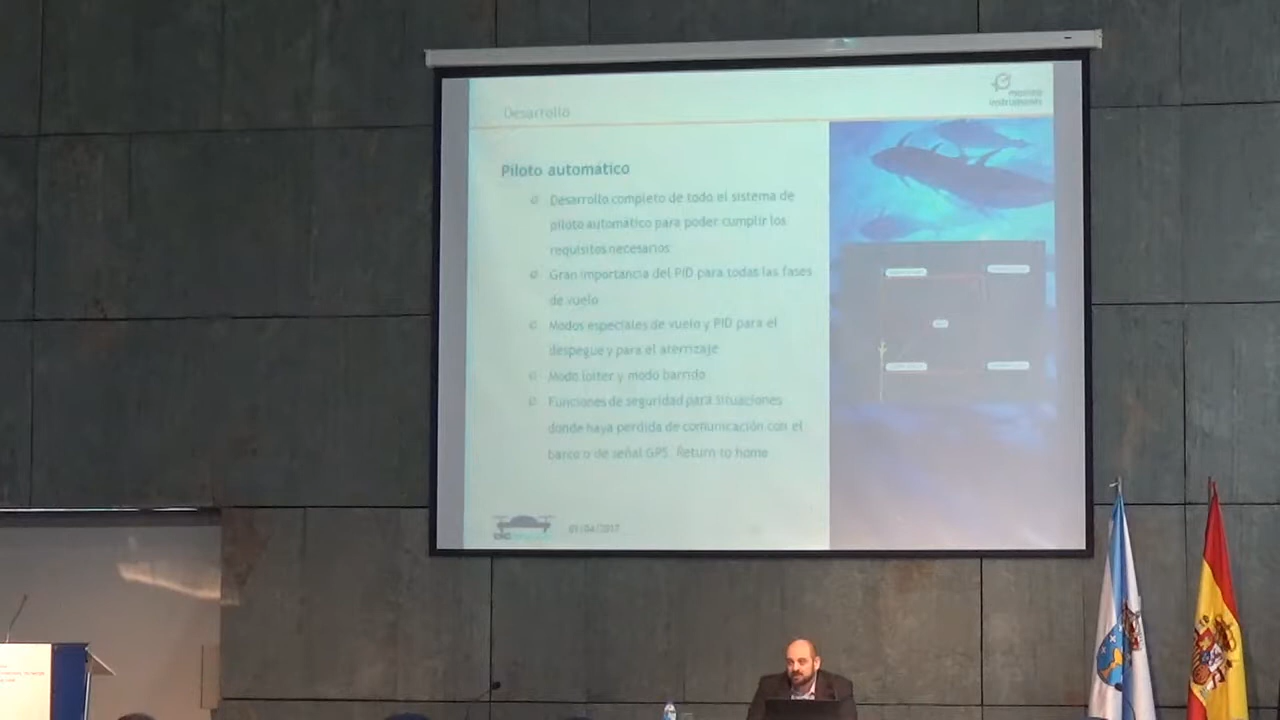 Desarrollo
marine
instruments
Piloto automático
Desarrollo completo de todo el sistema de
piloto automático para poder cumplir los
requisitos necesarios
Gran importancia del PID para todas las fases
de vuelo
Modos especiales de vuelo y PID para el
despegue y para el aterrizaje
Modo loiter y modo barrido
Funciones de seguridad para situaciones
donde haya perdida de comunicación con el
barco o de señal GPS. Return to home